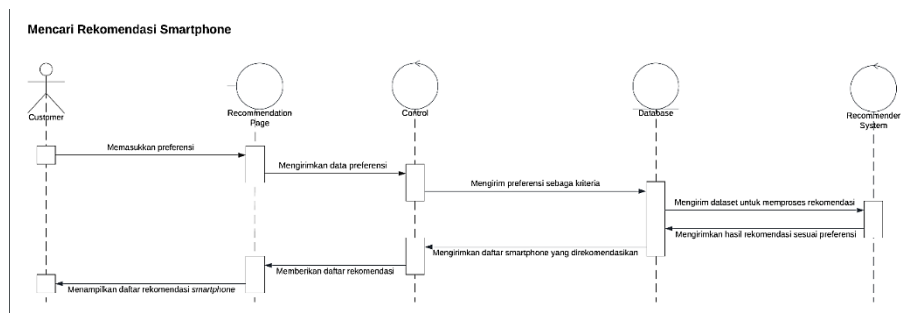 Mencari Rekomendasi Smartphone
Customer
Recommendation
Page
Control
Database
Recommender
System
Memasukkan preferensi
Mengirimkan data preferensi
Mengirim preferensi sebaga kriteria
Mengirim dataset untuk memproses rekomendasi
Mengirimkan hasil rekomendasi sesuai preferensi
Mengirimkan daftar smartphone yang direkomendasikan
Memberikan daftar rekomendasi
Menampilkan daftar rekomendasi smartphone